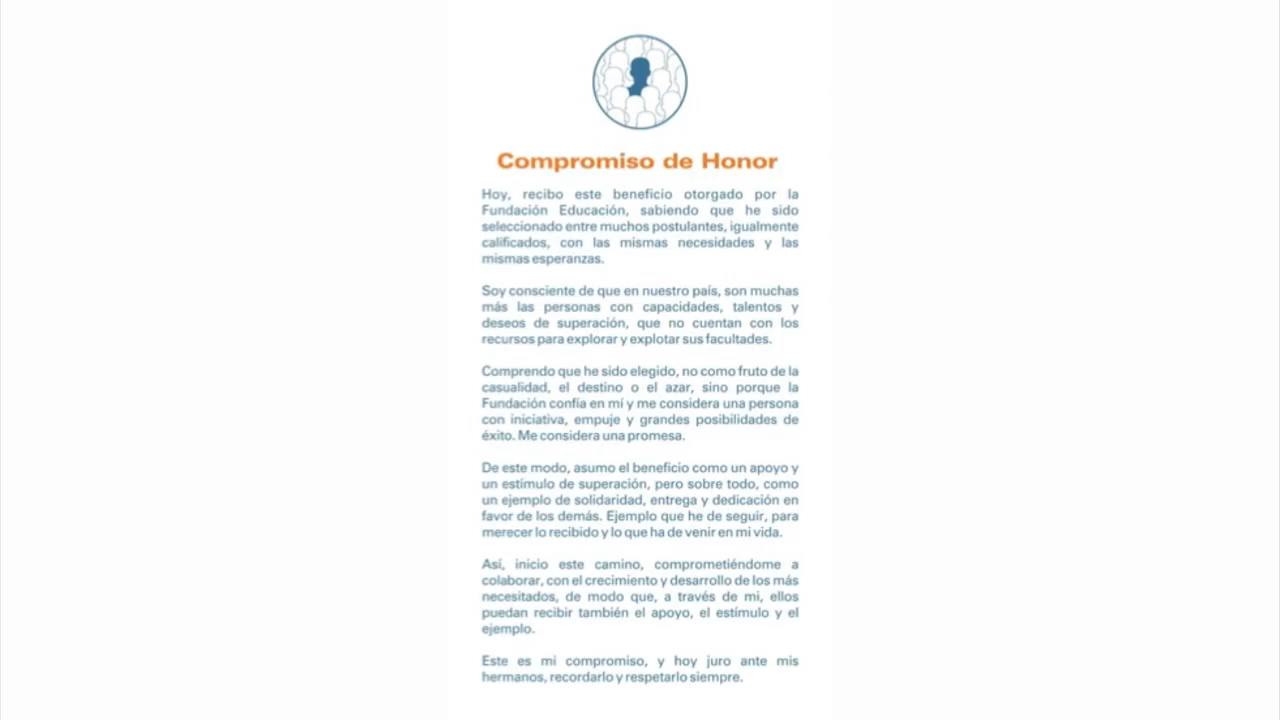 Compromiso de Honor
Hoy, recibo este beneficio otorgado por la
Fundación Educación, sabiendo que he sido
seleccionado entre muchos postulantes, igualmente
calificados, con las mismas necesidades y las
mismas esperanzas.
Soy consciente de que en nuestro país, son muchas
más las personas con capacidades, talentos y
deseos de superación, que no cuentan con los
recursos para explorar y explotar sus facultades.
Comprendo que he sido elegido, no como fruto de la
casualidad, el destino o el azar, sino porque la
Fundación confía en mí y me considera una persona
con iniciativa, empuje y grandes posibilidades de
éxito. Me considera una promesa.
De este modo, asumo el beneficio como un apoyo y
un estímulo de superación, pero sobre todo, como
un ejemplo de solidaridad, entrega y dedicación en
favor de los demás. Ejemplo que he de seguir, para
merecer lo recibido y lo que ha de venir en mi vida.
Así, inicio este camino, comprometiéndome a
colaborar, con el crecimiento y desarrollo de los más
necesitados, de modo que, a través de mi, ellos
puedan recibir también el apoyo, el estímulo y el
ejemplo.
Este es mi compromiso, y hoy juro ante mis
hermanos, recordarlo y respetarlo siempre.